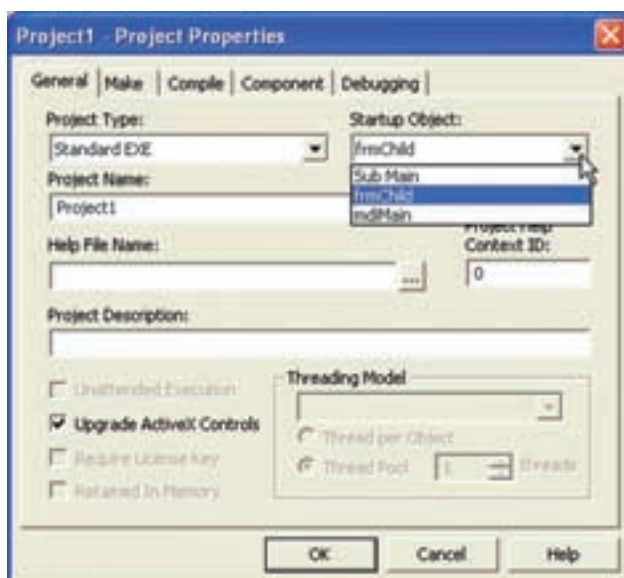 Project1 - Project Properties
General Make Compile Component Debugging
Project Type:
Standard EXE
Startup Object:
frmChild
Sub Main
frmChild
mdiMain
Project Name:
Project1
Project Help
Context ID:
0
Help File Name:
...
Project Description:
Unattended Execution
Upgrade ActiveX Controls
Require License Key
Retained In Memory
Threading Model
Thread per Object
Thread Pool 1 threads
OK Cancel Help